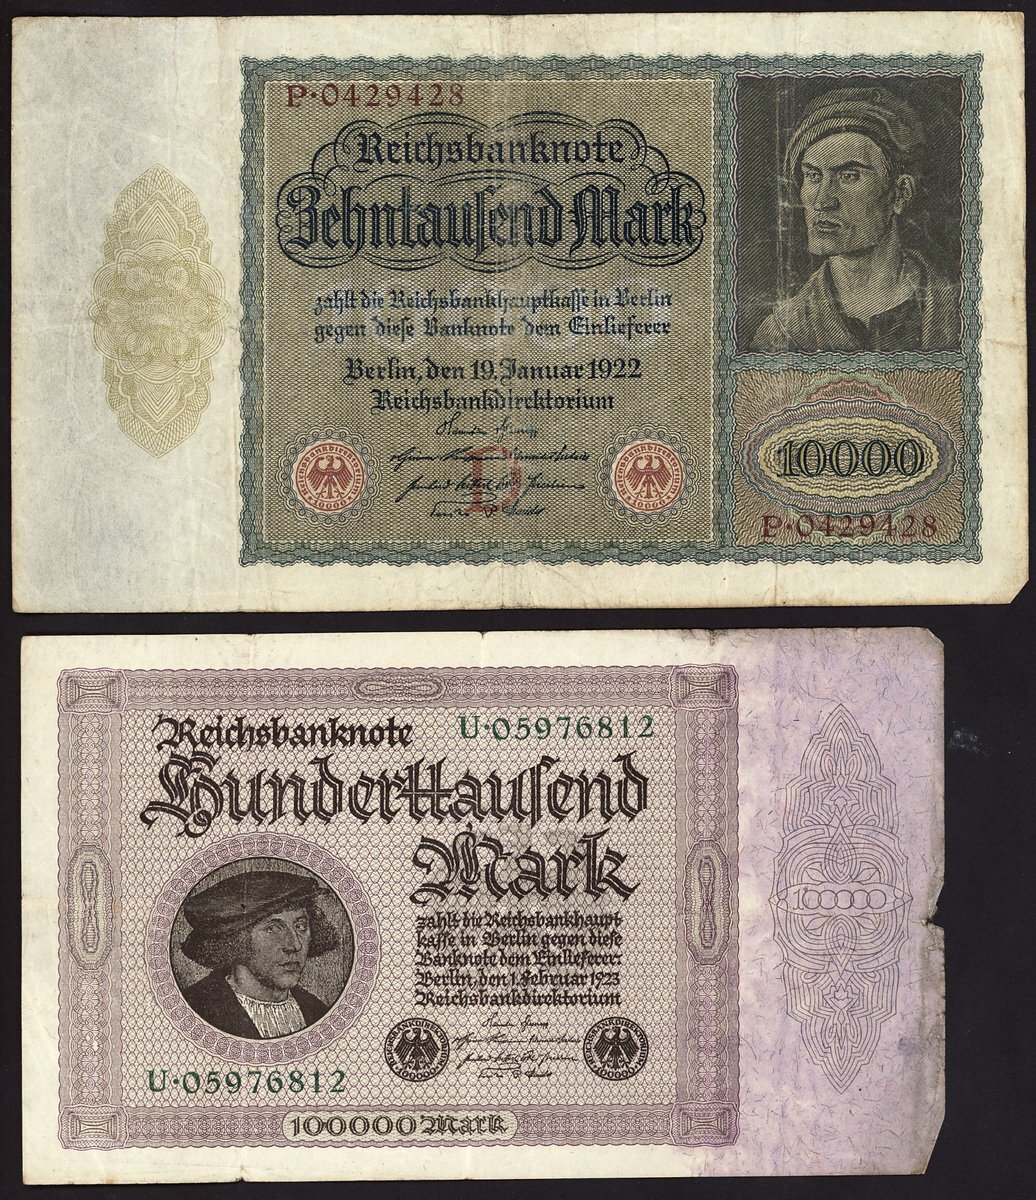 P·0429428
Reichsbanknote
Zehntauſend Mark
zahlt die Reichsbankhauptkaſſe in Berlin
gegen dieſe Banknote dem Einlieferer
Berlin, den 19. Januar 1922
Reichsbankdirektorium
P
10000
P·0429428
Reichsbanknote
U·05976812
Hunderttauſend
Mark
zahlt die Reichsbankhaupt-
kaſſe in Berlin gegen dieſe
Banknote dem Einlieferer.
Berlin, den 1. Februar 1923
Reichsbankdirektorium
U·05976812
100000 Mark